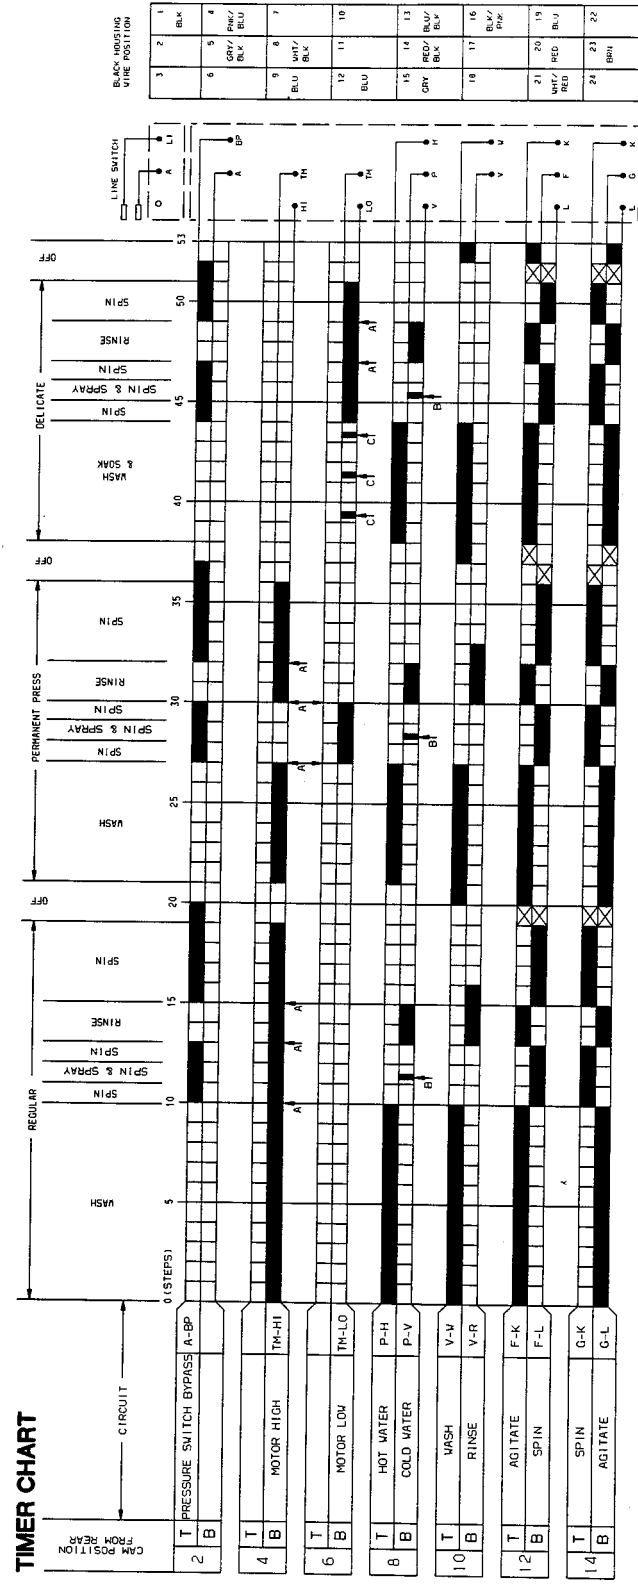 TIMER CHART
CAM POSITION
FROM REAR
CIRCUIT
REGULAR
WASH
SPIN
SPIN & SPRAY
SPIN
RINSE
SPIN
OFF
PERMANENT PRESS
WASH
SPIN
SPIN & SPRAY
SPIN
RINSE
SPIN
OFF
DELICATE
WASH
& SOAK
SPIN
SPIN & SPRAY
SPIN
RINSE
SPIN
OFF
0 (STEPS) 5 10 15 20 25 30 35 40 45 50 53
2 T PRESSURE SWITCH BYPASS A-BP
B
4 T
B MOTOR HIGH TM-HI
A A A A A A
6 T
B MOTOR LOW TM-LO
C C C A A
8 T HOT WATER P-H
B COLD WATER P-V
B B B
10 T WASH V-W
B RINSE V-R
12 T AGITATE F-K
B SPIN F-L
14 T SPIN G-K
B AGITATE G-L
LINE SWITCH
O A L1
A BP
HI TM
LO TM
V P H
V W
L F K
L G K
BLACK HOUSING
WIRE POSITION
3 2 1 BLK
6 5 GRY/BLK 4 PNK/BLU
9 BLU 8 WHT/BLK 7
12 BLU 11 10
15 GRY 14 RED/BLK 13 BLU/BLK
18 17 16 BLK/PNK
21 WHT/RED 20 RED 19 BLU
24 23 BRN 22